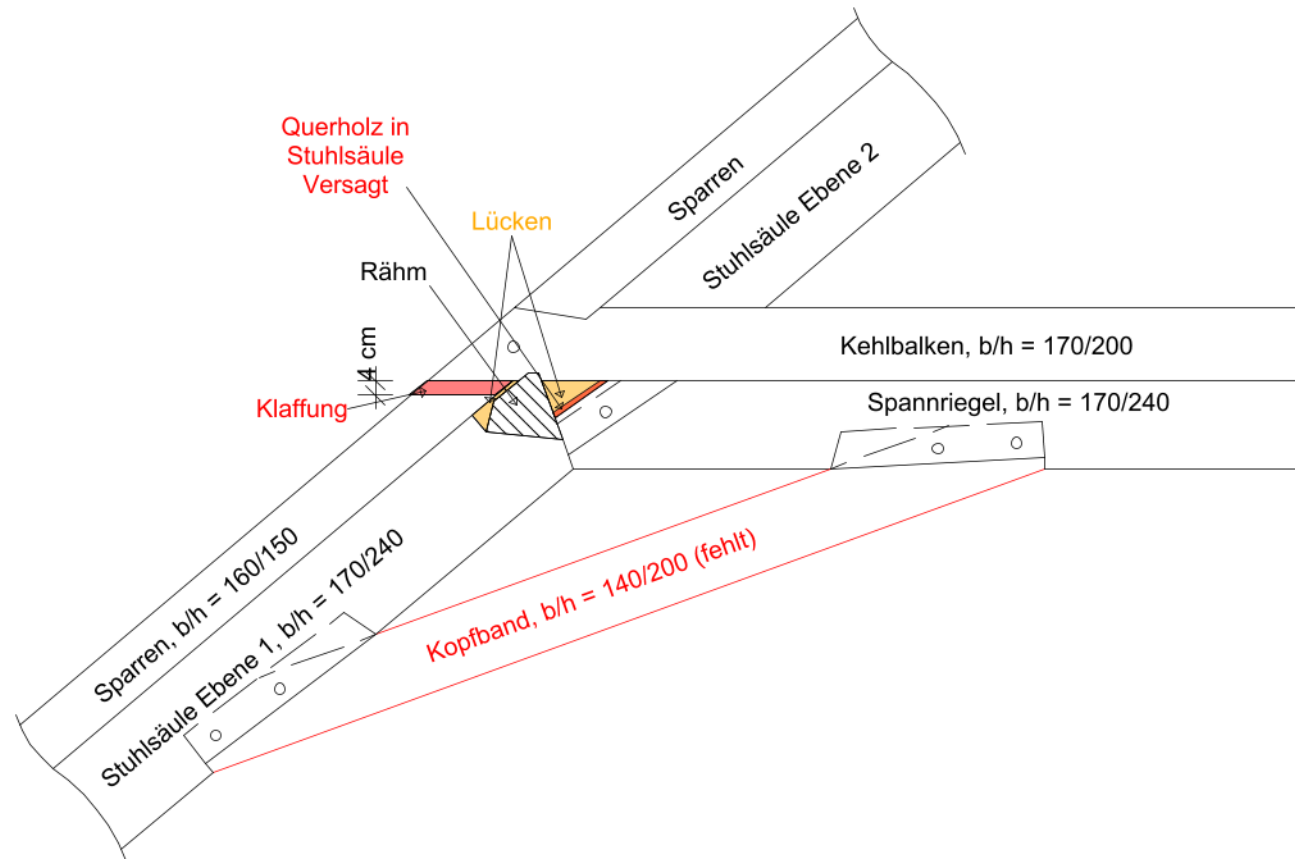 Querholz in
Stuhlsäule
Versagt
Lücken
Rähm
Sparren
Stuhlsäule Ebene 2
4 cm
Klaffung
Kehlbalken, b/h = 170/200
Spannriegel, b/h = 170/240
Sparren, b/h = 160/150
Stuhlsäule Ebene 1, b/h = 170/240
Kopfband, b/h = 140/200 (fehlt)